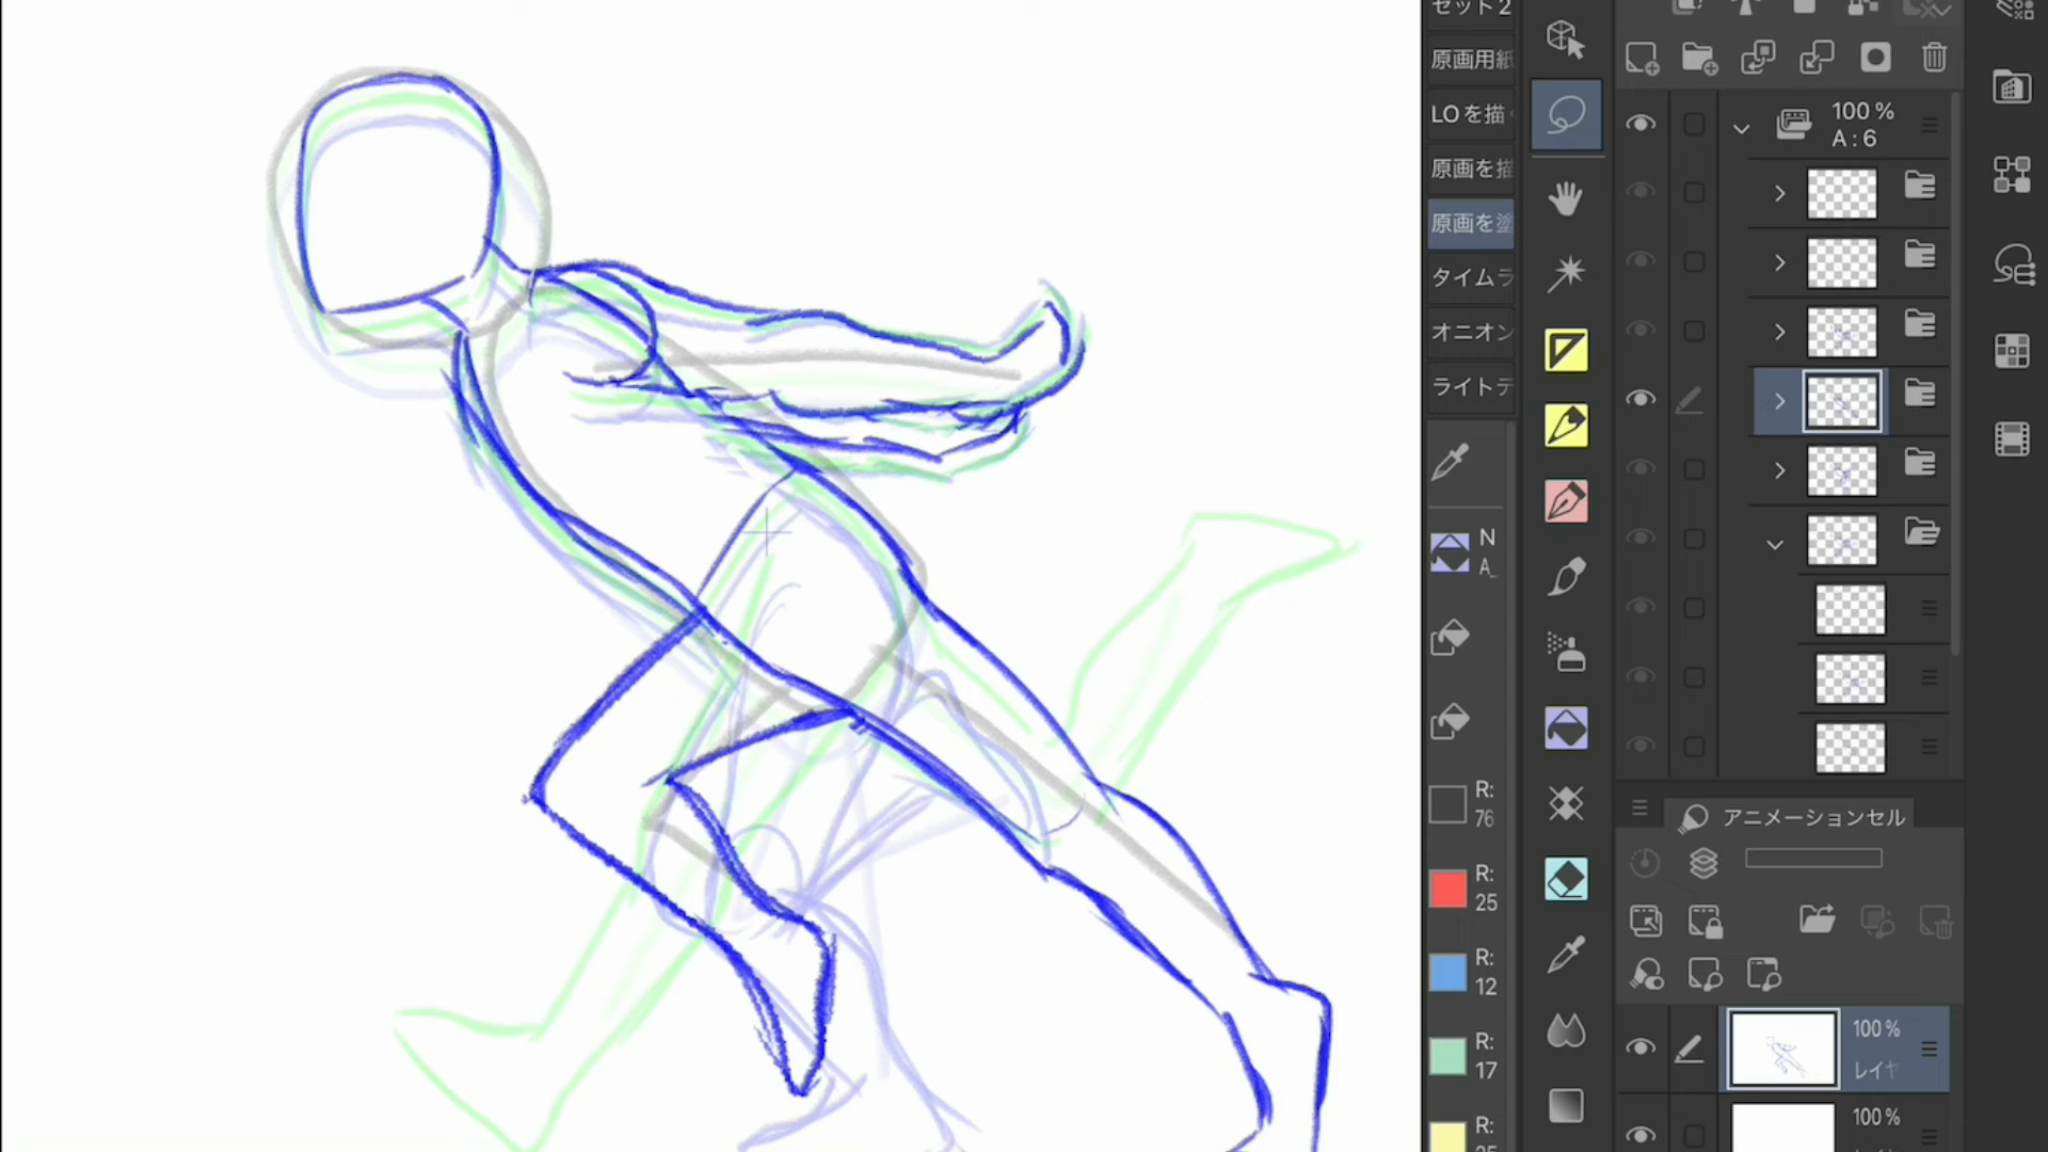 セット2
原画用紙
LOを描く
原画を描
原画を塗
タイムラ
オニオン
ライトテ
N
A_
R:
76
R:
25
R:
12
R:
17
R:
100 %
A : 6
アニメーションセル
100 %
レイヤ
100 %